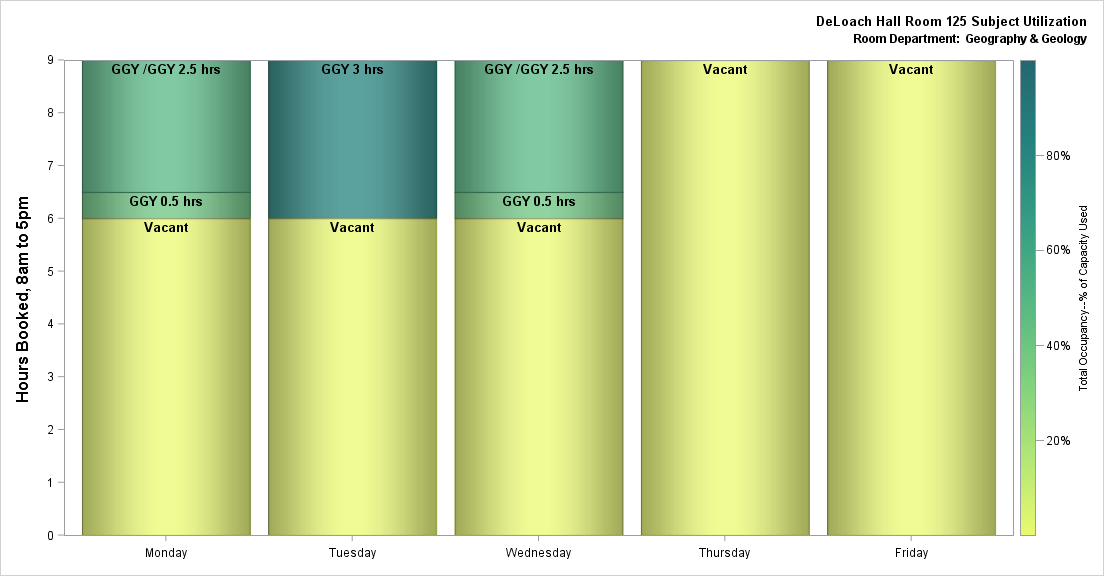 DeLoach Hall Room 125 Subject Utilization
Room Department: Geography & Geology
Hours Booked, 8am to 5pm
9
8
7
6
5
4
3
2
1
0
GGY /GGY 2.5 hrs
GGY 0.5 hrs
Vacant
GGY 3 hrs
Vacant
GGY /GGY 2.5 hrs
GGY 0.5 hrs
Vacant
Vacant
Vacant
Monday
Tuesday
Wednesday
Thursday
Friday
80%
60%
40%
20%
Total Occupancy--% of Capacity Used